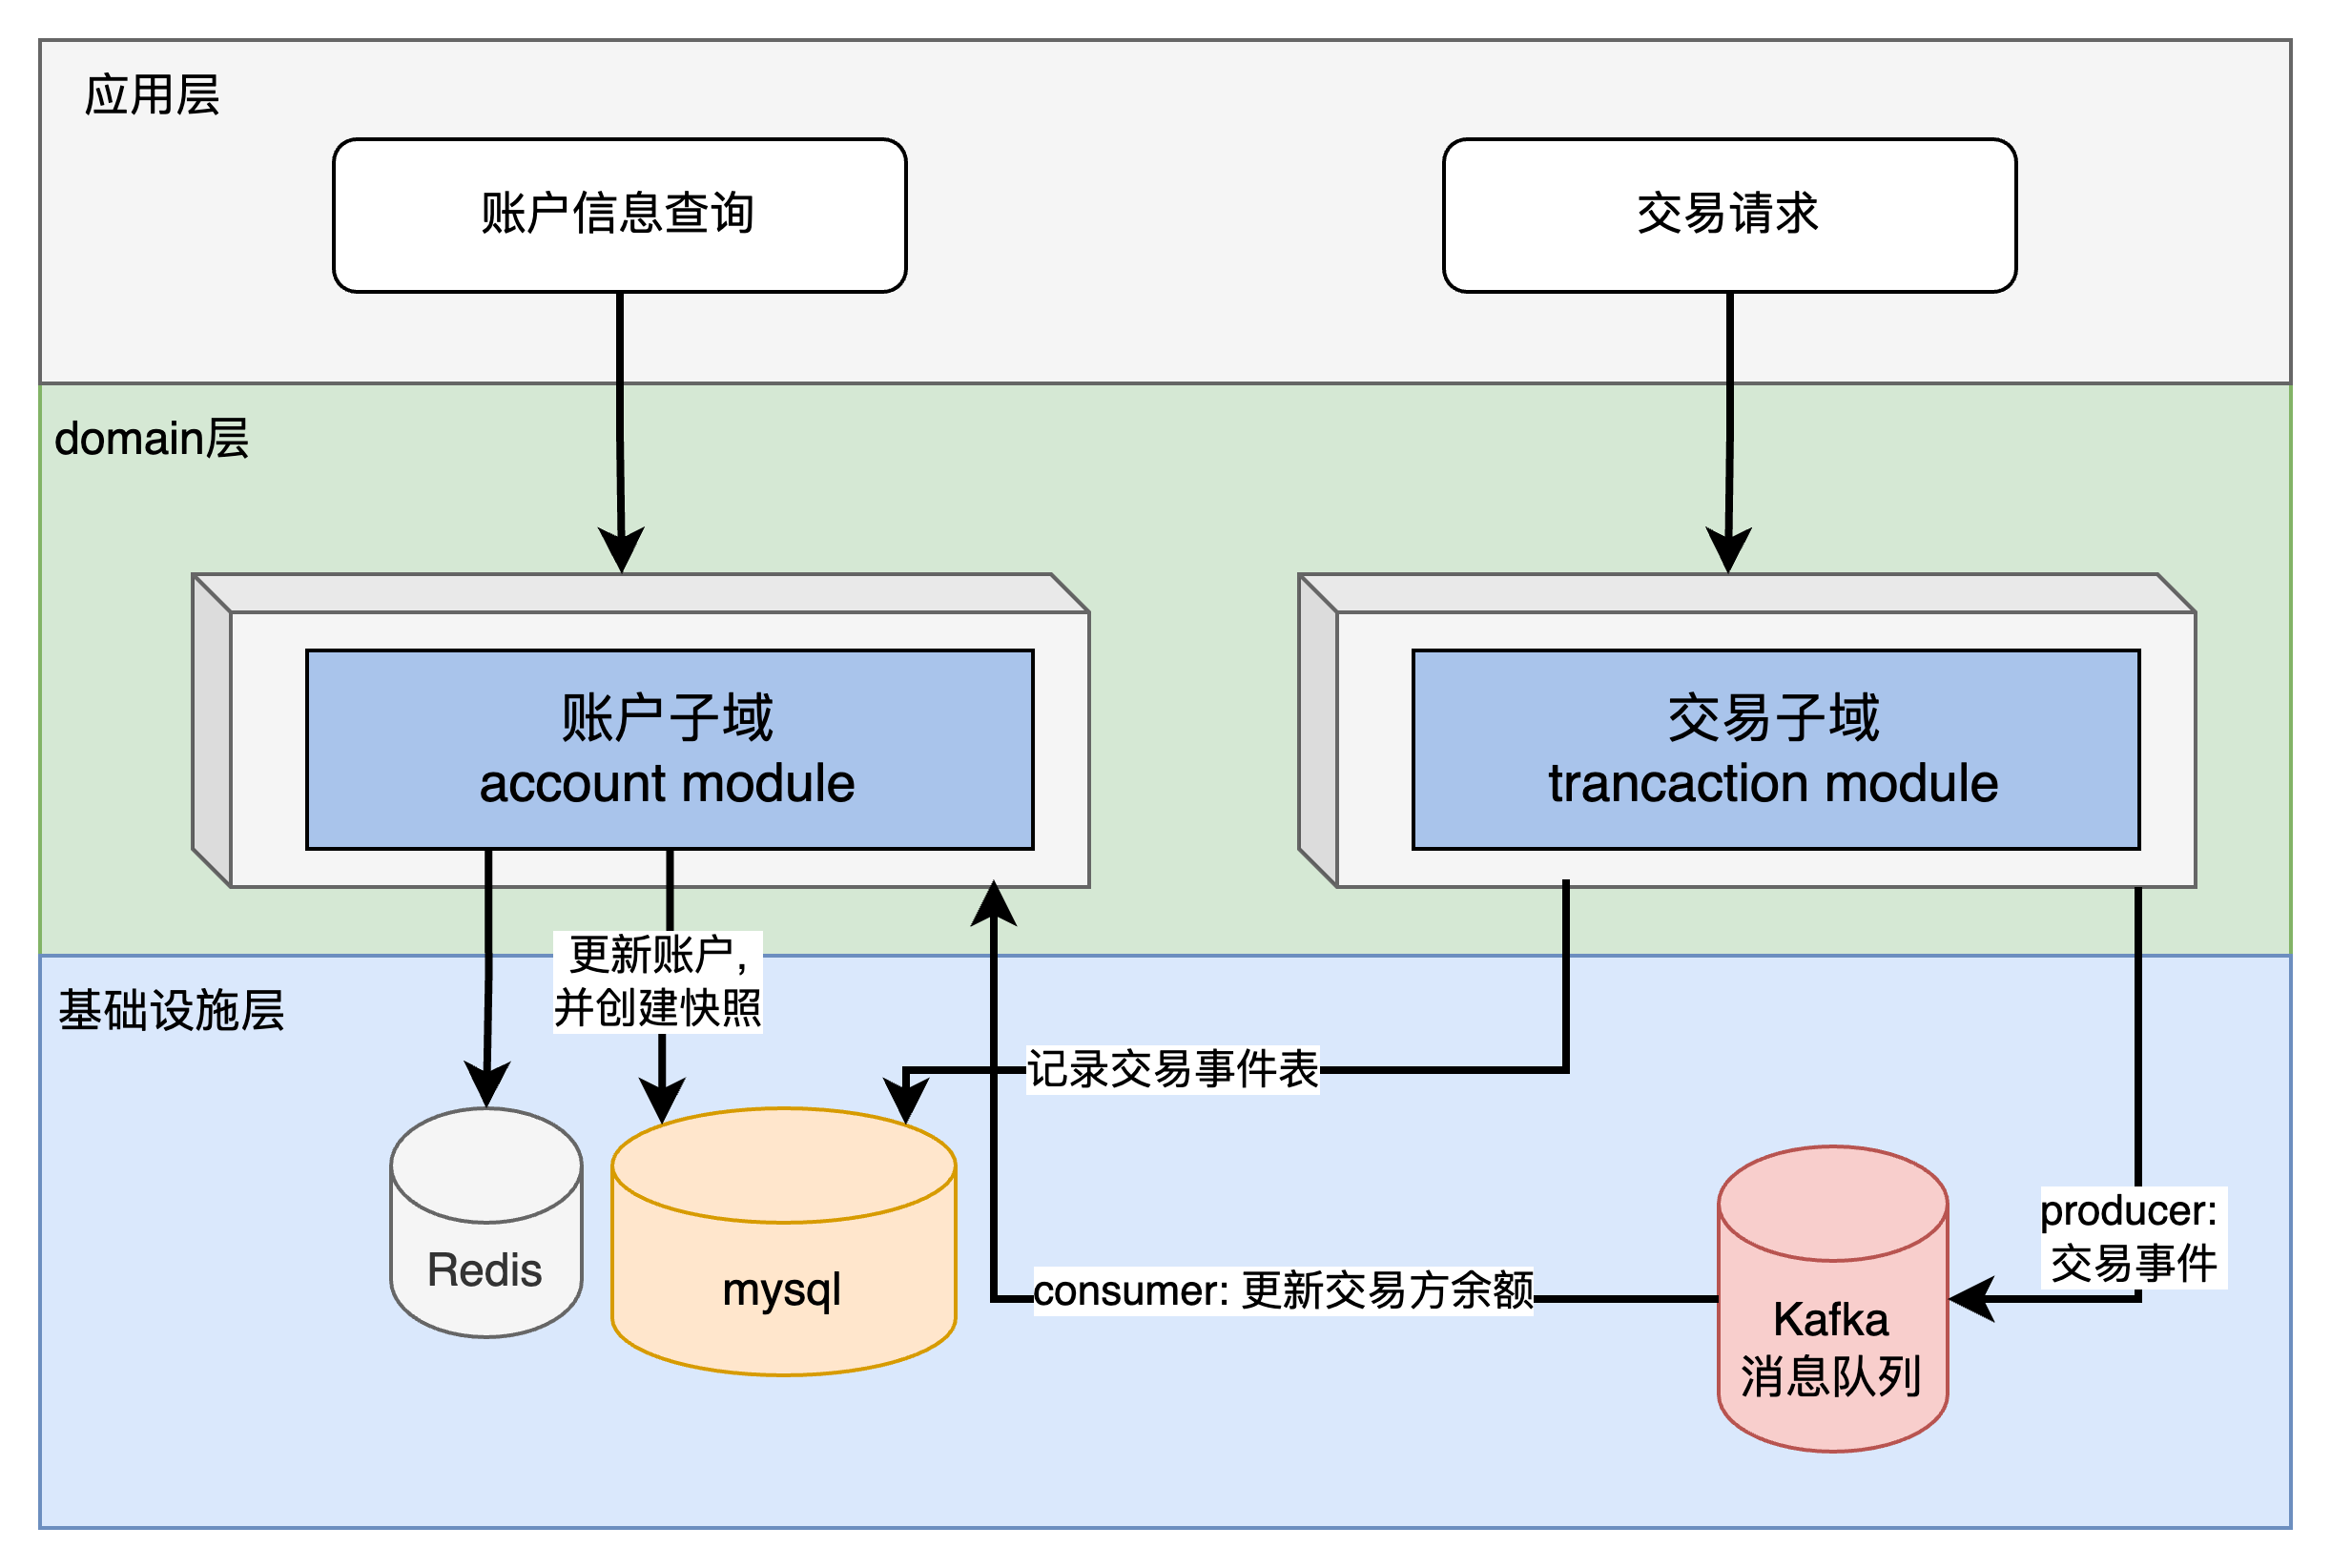 应用层
账户信息查询
交易请求
domain层
账户子域
account module
交易子域
trancaction module
更新账户，
并创建快照
基础设施层
记录交易事件表
producer:
交易事件
Redis
mysql
consumer: 更新交易方余额
Kafka
消息队列